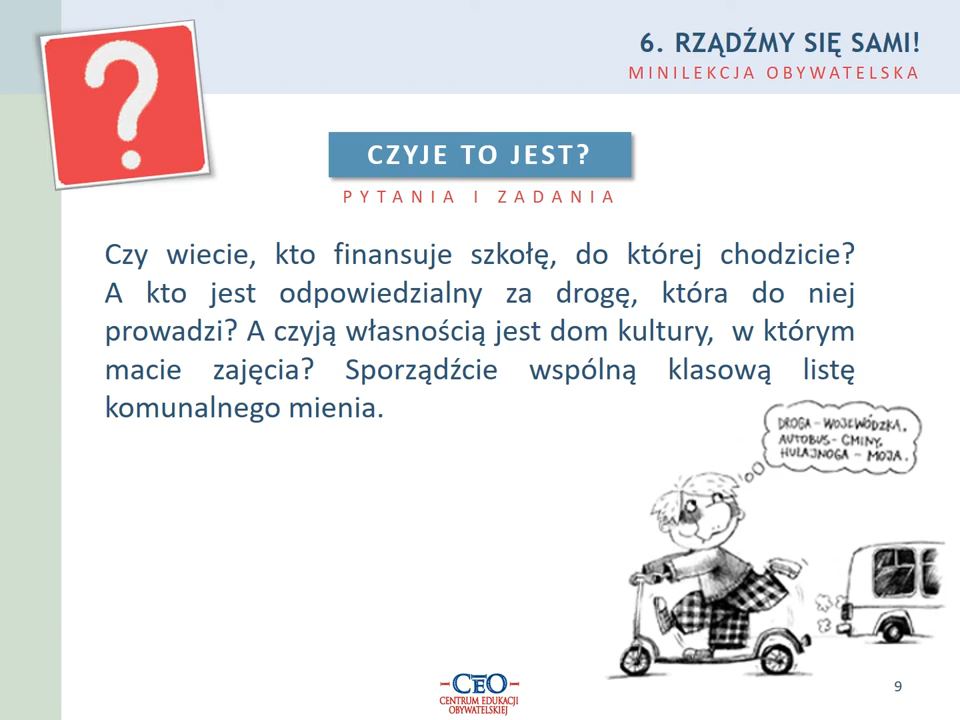 ?
6. RZĄDŹMY SIĘ SAMI!
MINILEKCJA OBYWATELSKA
CZYJE TO JEST?
PYTANIA I ZADANIA
Czy wiecie, kto finansuje szkołę, do której chodzicie?
A kto jest odpowiedzialny za drogę, która do niej
prowadzi? A czyją własnością jest dom kultury, w którym
macie zajęcia? Sporządźcie wspólną klasową listę
komunalnego mienia.
DROGA – WOJEWÓDZKA.
AUTOBUS – GMINY.
HULAJNOGA – MOJA.
CEO
CENTRUM EDUKACJI
OBYWATELSKIEJ
9